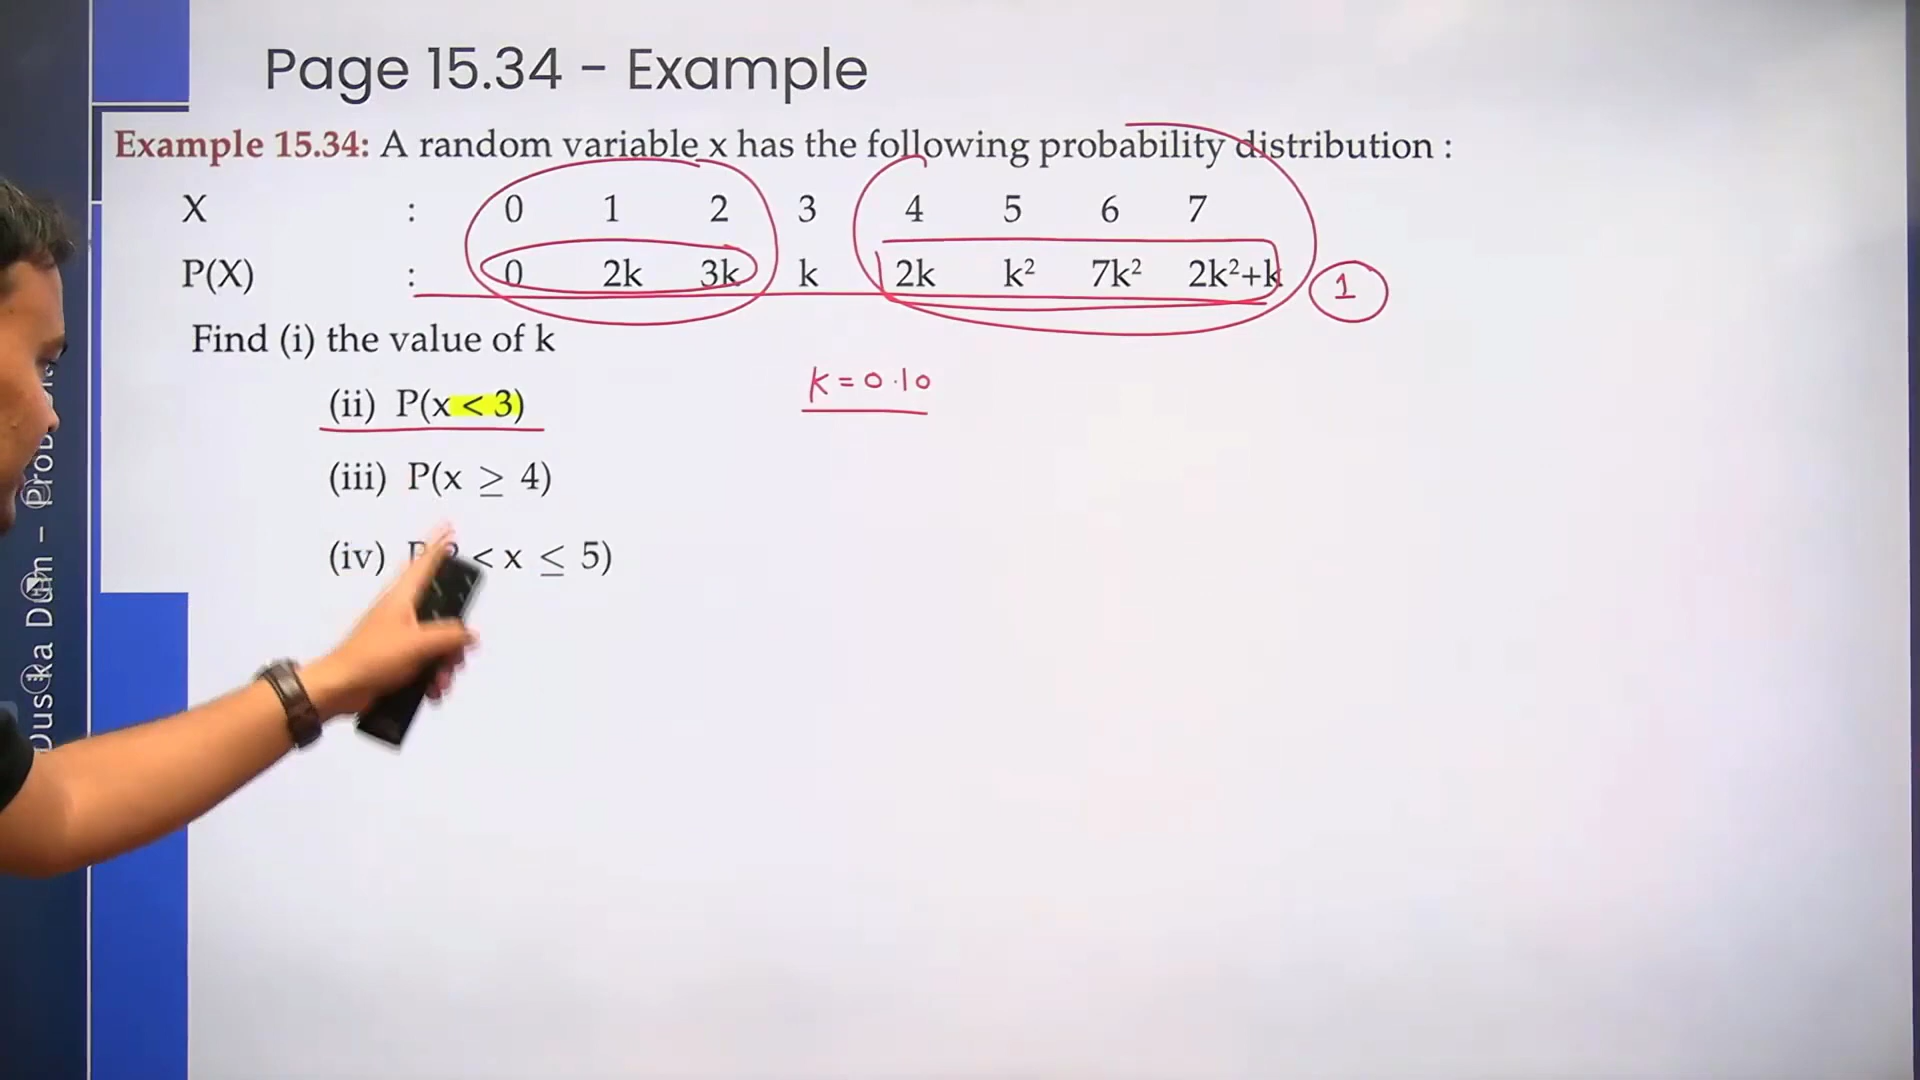 Page 15.34 - Example
Example 15.34: A random variable x has the following probability distribution :
X : 0 1 2 3 4 5 6 7
P(X) : 0 2k 3k k 2k k² 7k² 2k²+k 1
Find (i) the value of k
k = 0.10
(ii) P(x < 3)
(iii) P(x ≥ 4)
(iv) < x ≤ 5)